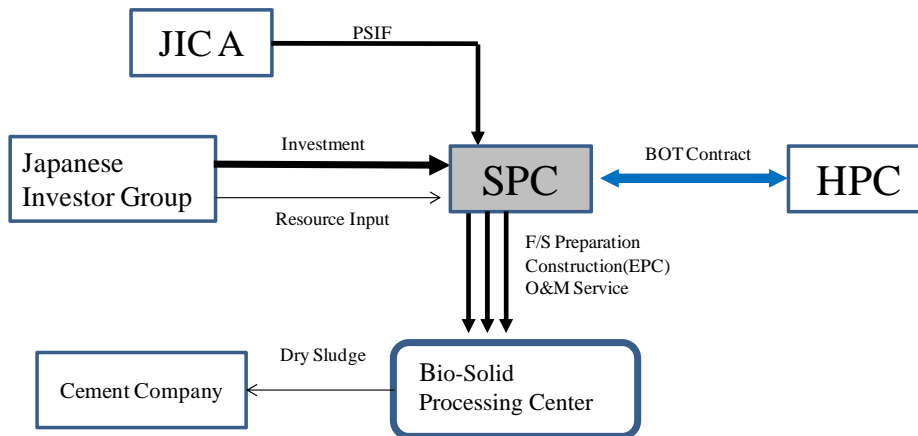 JIC A
PSIF
Japanese
Investor Group
Investment
Resource Input
SPC
BOT Contract
HPC
F/S Preparation
Construction(EPC)
O&M Service
Cement Company
Dry Sludge
Bio-Solid
Processing Center